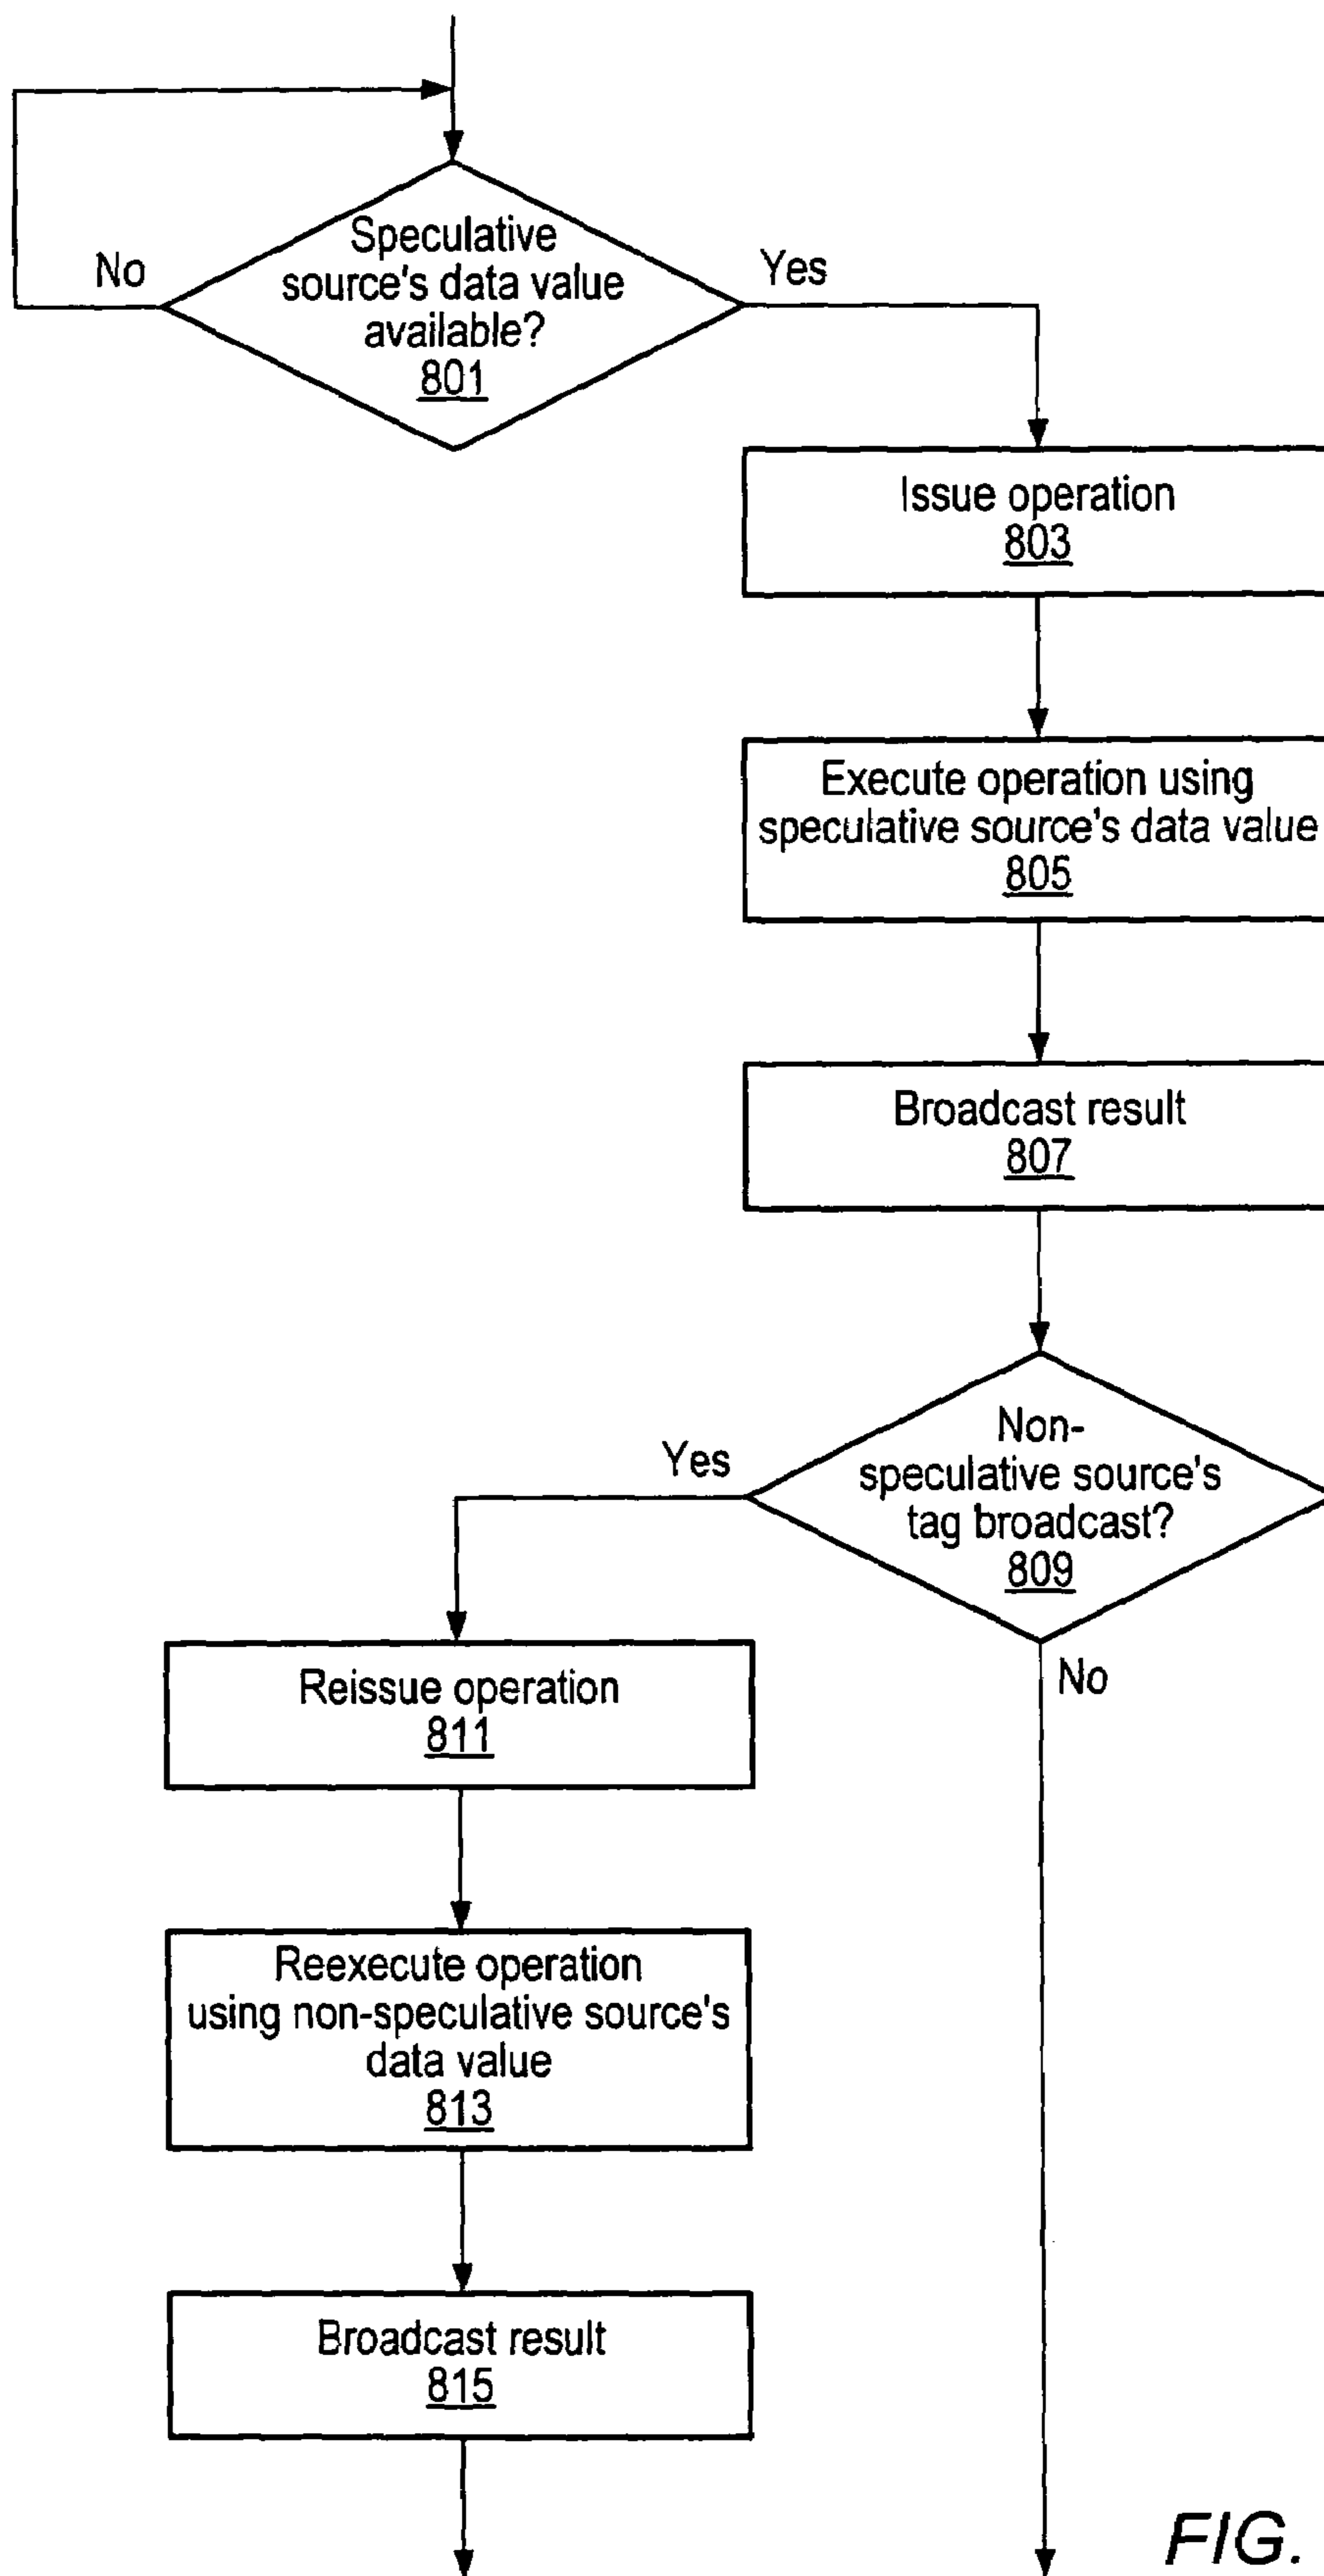 Speculative
source's data value
available?
801
No
Yes
Issue operation
803
Execute operation using
speculative source's data value
805
Broadcast result
807
Non-
speculative source's
tag broadcast?
809
Yes
No
Reissue operation
811
Reexecute operation
using non-speculative source's
data value
813
Broadcast result
815
FIG.